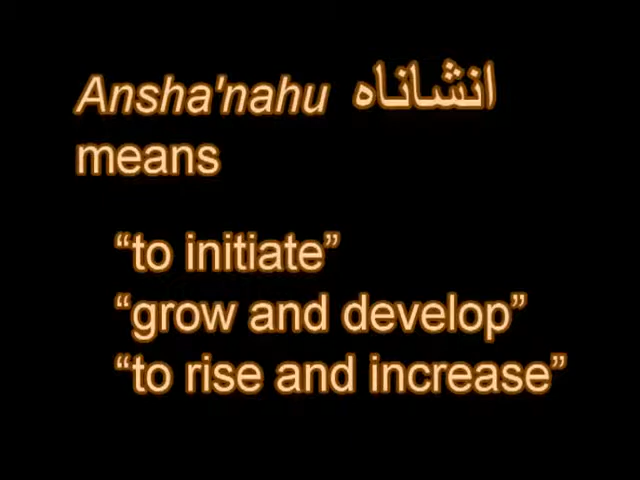 Ansha'nahu انشاناه
means
“to initiate”
“grow and develop”
“to rise and increase”